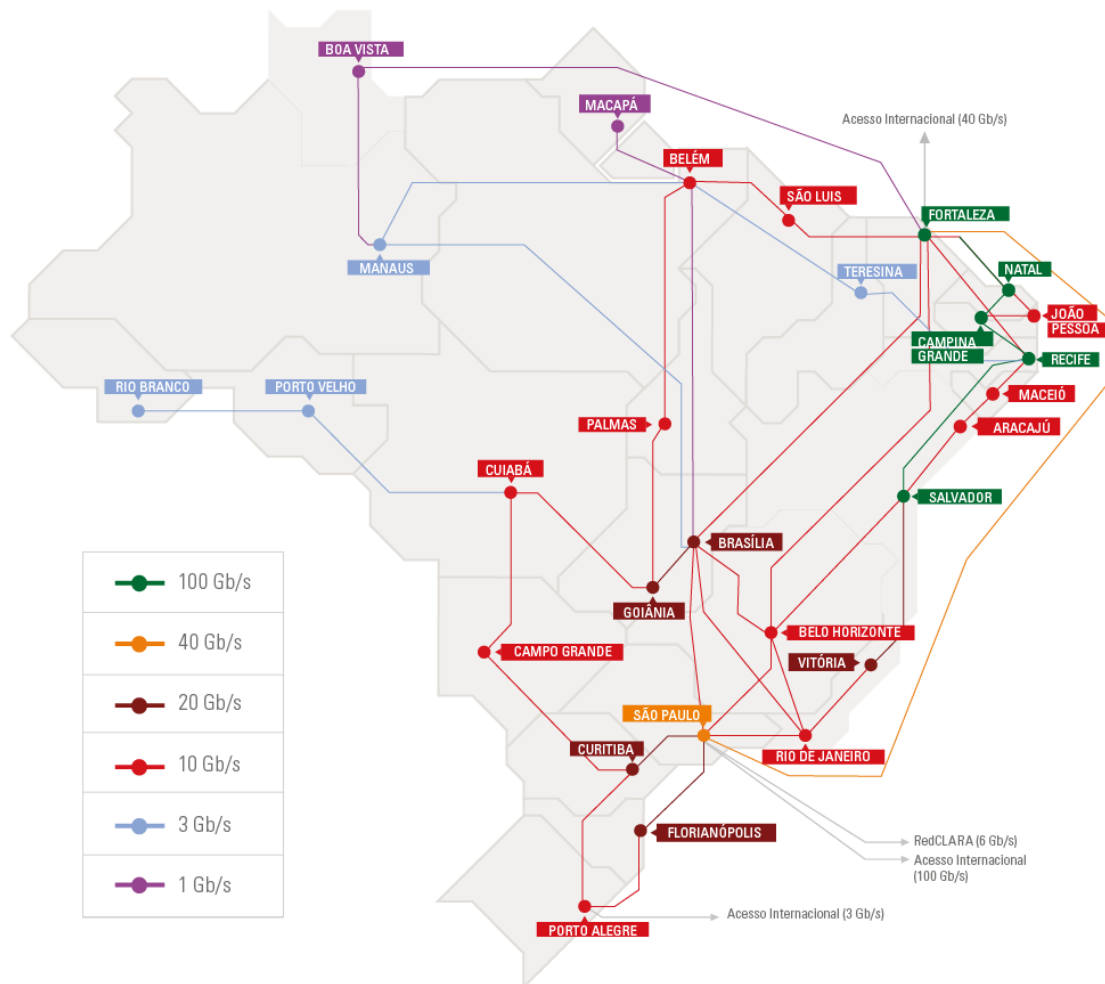 BOA VISTA
MACAPÁ
Acesso Internacional (40 Gb/s)
BELÉM
SÃO LUIS
FORTALEZA
MANAUS
TERESINA
NATAL
JOÃO
PESSOA
CAMPINA
GRANDE
RECIFE
RIO BRANCO
PORTO VELHO
MACEIÓ
PALMAS
ARACAJÚ
CUIABÁ
SALVADOR
BRASÍLIA
100 Gb/s
GOIÂNIA
40 Gb/s
BELO HORIZONTE
CAMPO GRANDE
VITÓRIA
20 Gb/s
SÃO PAULO
CURITIBA
RIO DE JANEIRO
10 Gb/s
3 Gb/s
FLORIANÓPOLIS
RedCLARA (6 Gb/s)
Acesso Internacional
(100 Gb/s)
1 Gb/s
Acesso Internacional (3 Gb/s)
PORTO ALEGRE